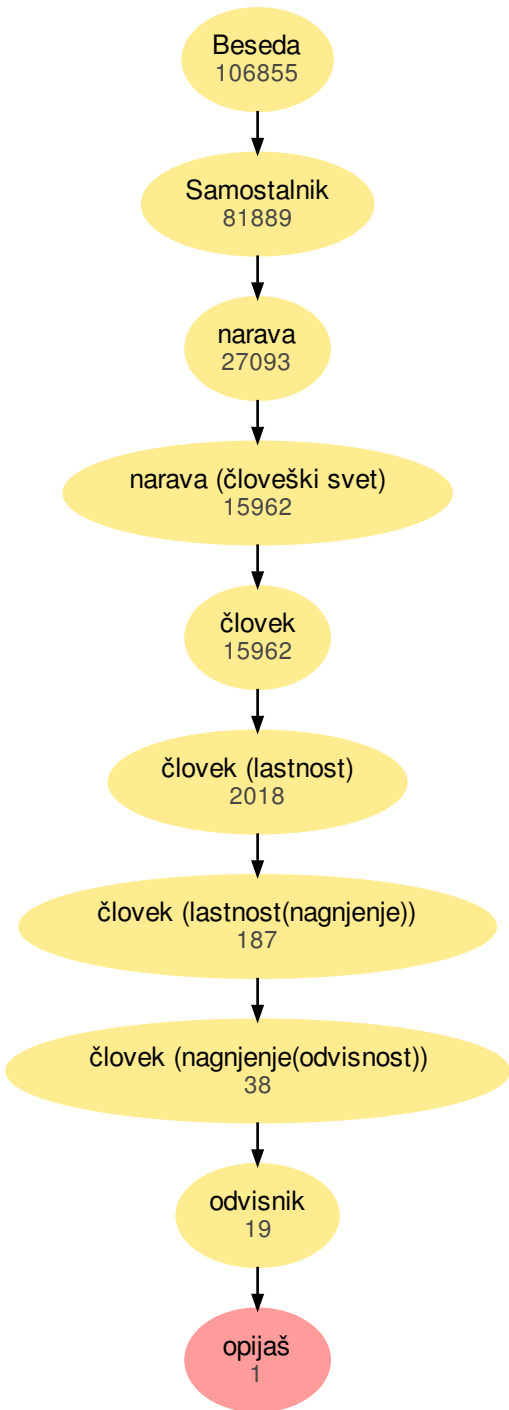 Beseda
106855
Samostalnik
81889
narava
27093
narava (človeški svet)
15962
človek
15962
človek (lastnost)
2018
človek (lastnost(nagnjenje))
187
človek (nagnjenje(odvisnost))
38
odvisnik
19
opijaš
1